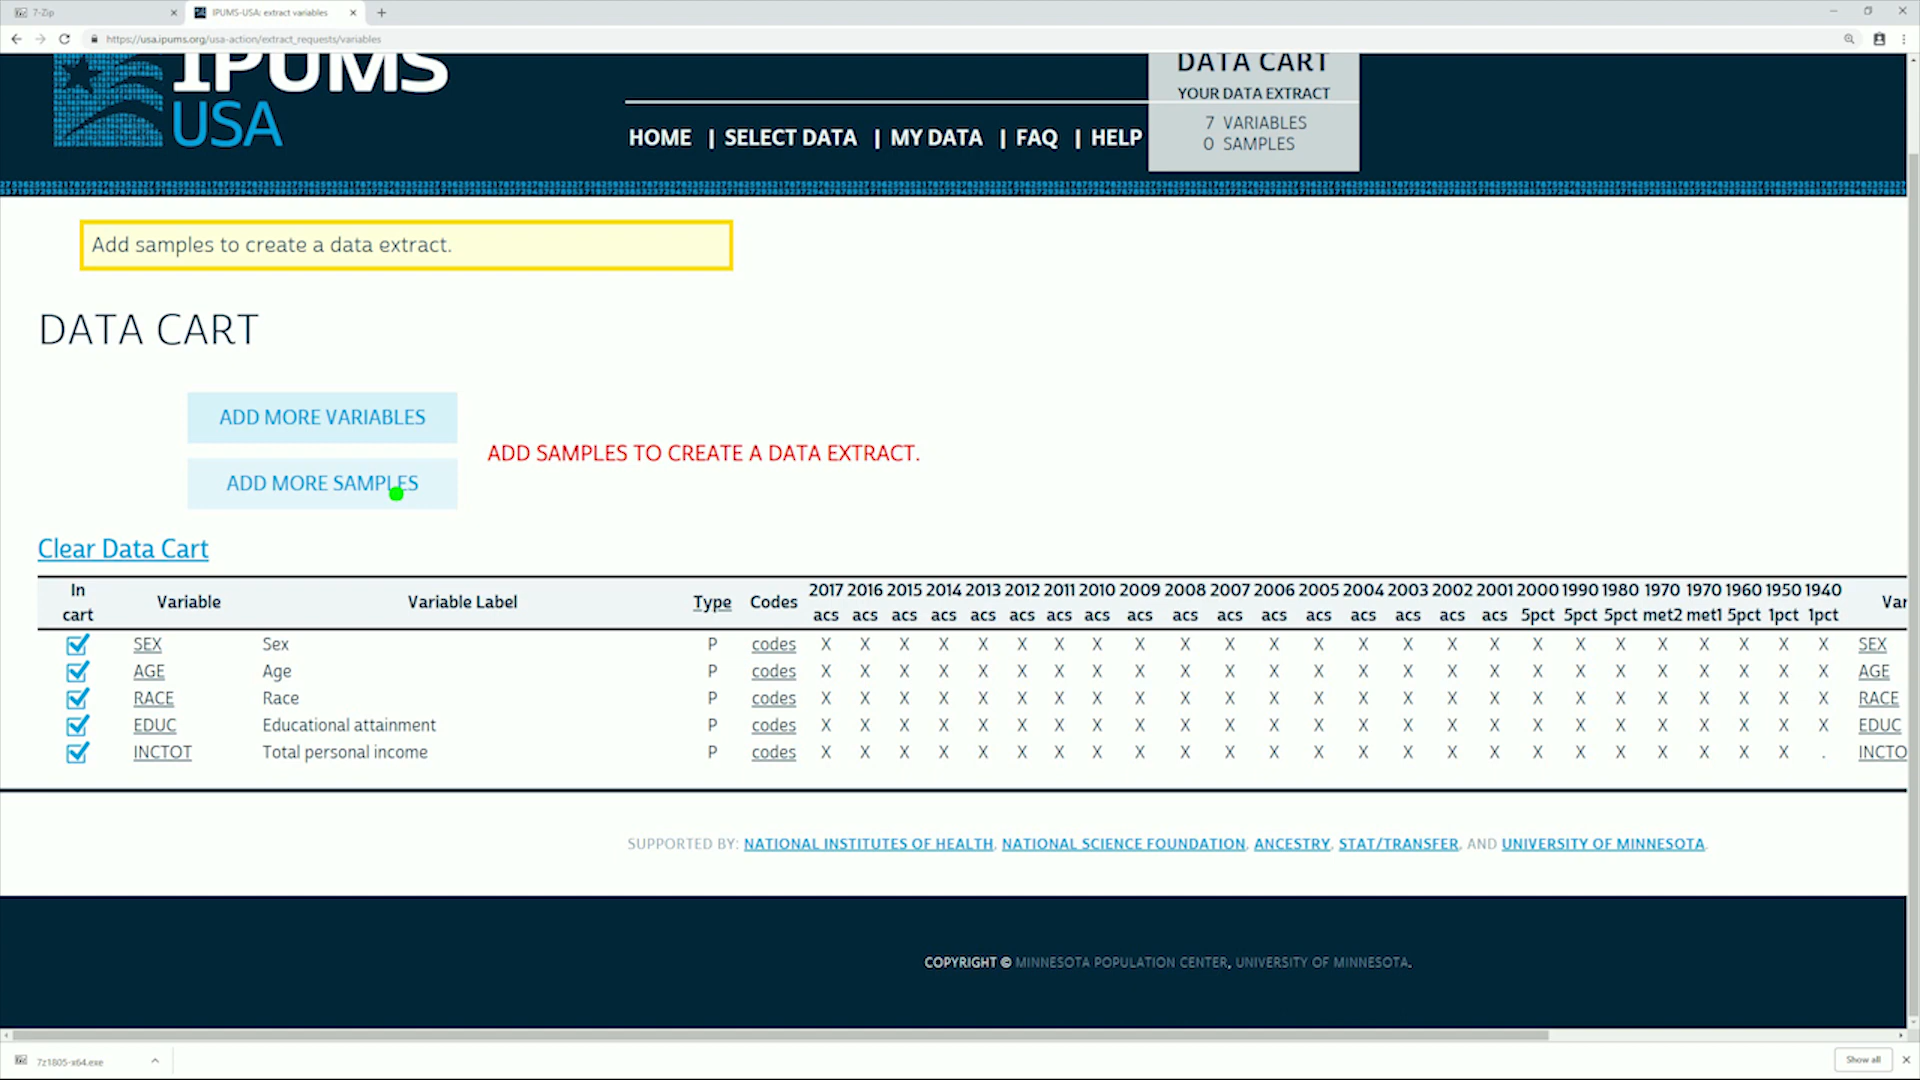 7-Zip
IPUMS-USA: extract variables
https://usa.ipums.org/usa-action/extract_requests/variables
IPUMS
USA
DATA CART
YOUR DATA EXTRACT
7 VARIABLES
0 SAMPLES
HOME | SELECT DATA | MY DATA | FAQ | HELP
Add samples to create a data extract.
DATA CART
ADD MORE VARIABLES
ADD SAMPLES TO CREATE A DATA EXTRACT.
ADD MORE SAMPLES
Clear Data Cart
In cart Variable Variable Label Type Codes 2017 acs 2016 acs 2015 acs 2014 acs 2013 acs 2012 acs 2011 acs 2010 acs 2009 acs 2008 acs 2007 acs 2006 acs 2005 acs 2004 acs 2003 acs 2002 acs 2001 acs 2000 5pct 1990 5pct 1980 5pct 1970 met2 1970 met1 1960 5pct 1950 1pct 1940 1pct Var
SEX Sex P codes X X X X X X X X X X X X X X X X X X X X X X X X X SEX
AGE Age P codes X X X X X X X X X X X X X X X X X X X X X X X X X AGE
RACE Race P codes X X X X X X X X X X X X X X X X X X X X X X X X X RACE
EDUC Educational attainment P codes X X X X X X X X X X X X X X X X X X X X X X X X X EDUC
INCTOT Total personal income P codes X X X X X X X X X X X X X X X X X X X X X X X X . INCTO
SUPPORTED BY: NATIONAL INSTITUTES OF HEALTH, NATIONAL SCIENCE FOUNDATION, ANCESTRY, STAT/TRANSFER, AND UNIVERSITY OF MINNESOTA.
COPYRIGHT © MINNESOTA POPULATION CENTER, UNIVERSITY OF MINNESOTA.
7z1805-x64.exe
Show all